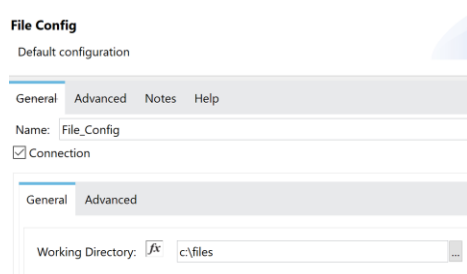 File Config
Default configuration
General Advanced Notes Help
Name: File_Config
Connection
General Advanced
Working Directory: fx c:\files ...